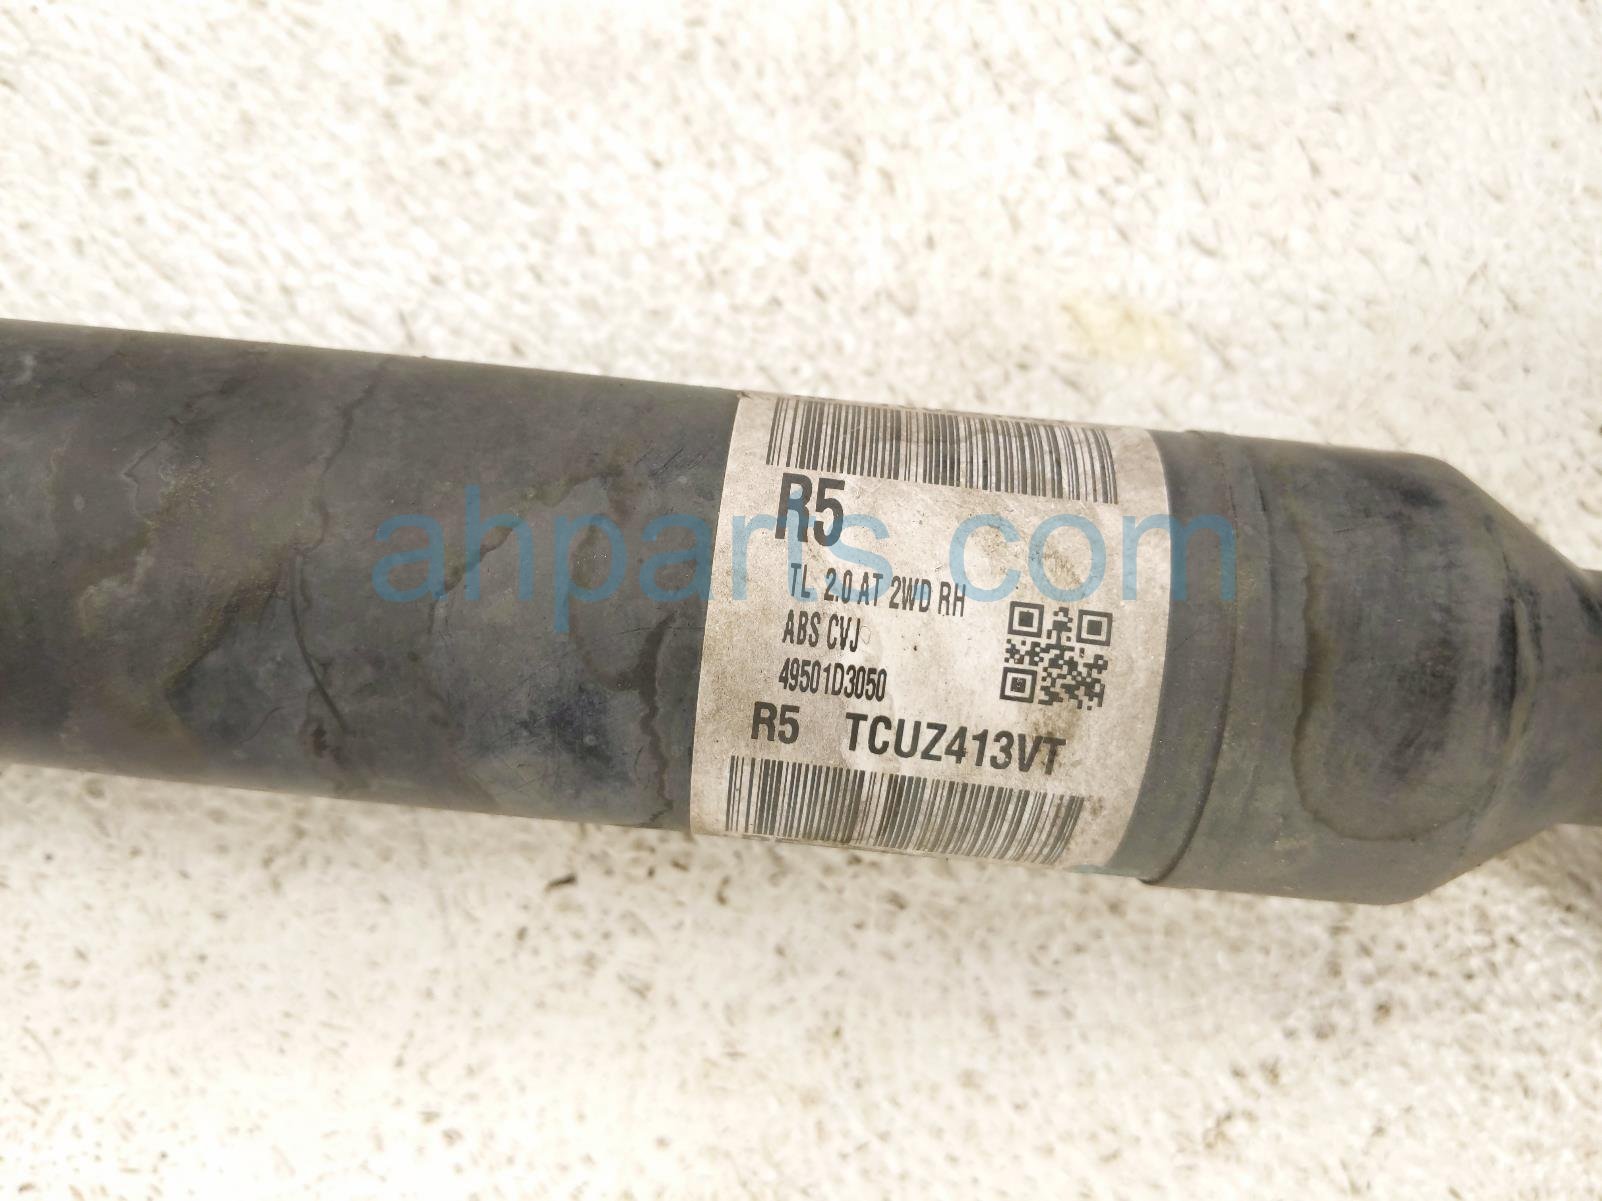 R5
TL 2.0 AT 2WD RH
ABS CVJ
49501D3050
R5 TCUZ413VT
ahparts.com